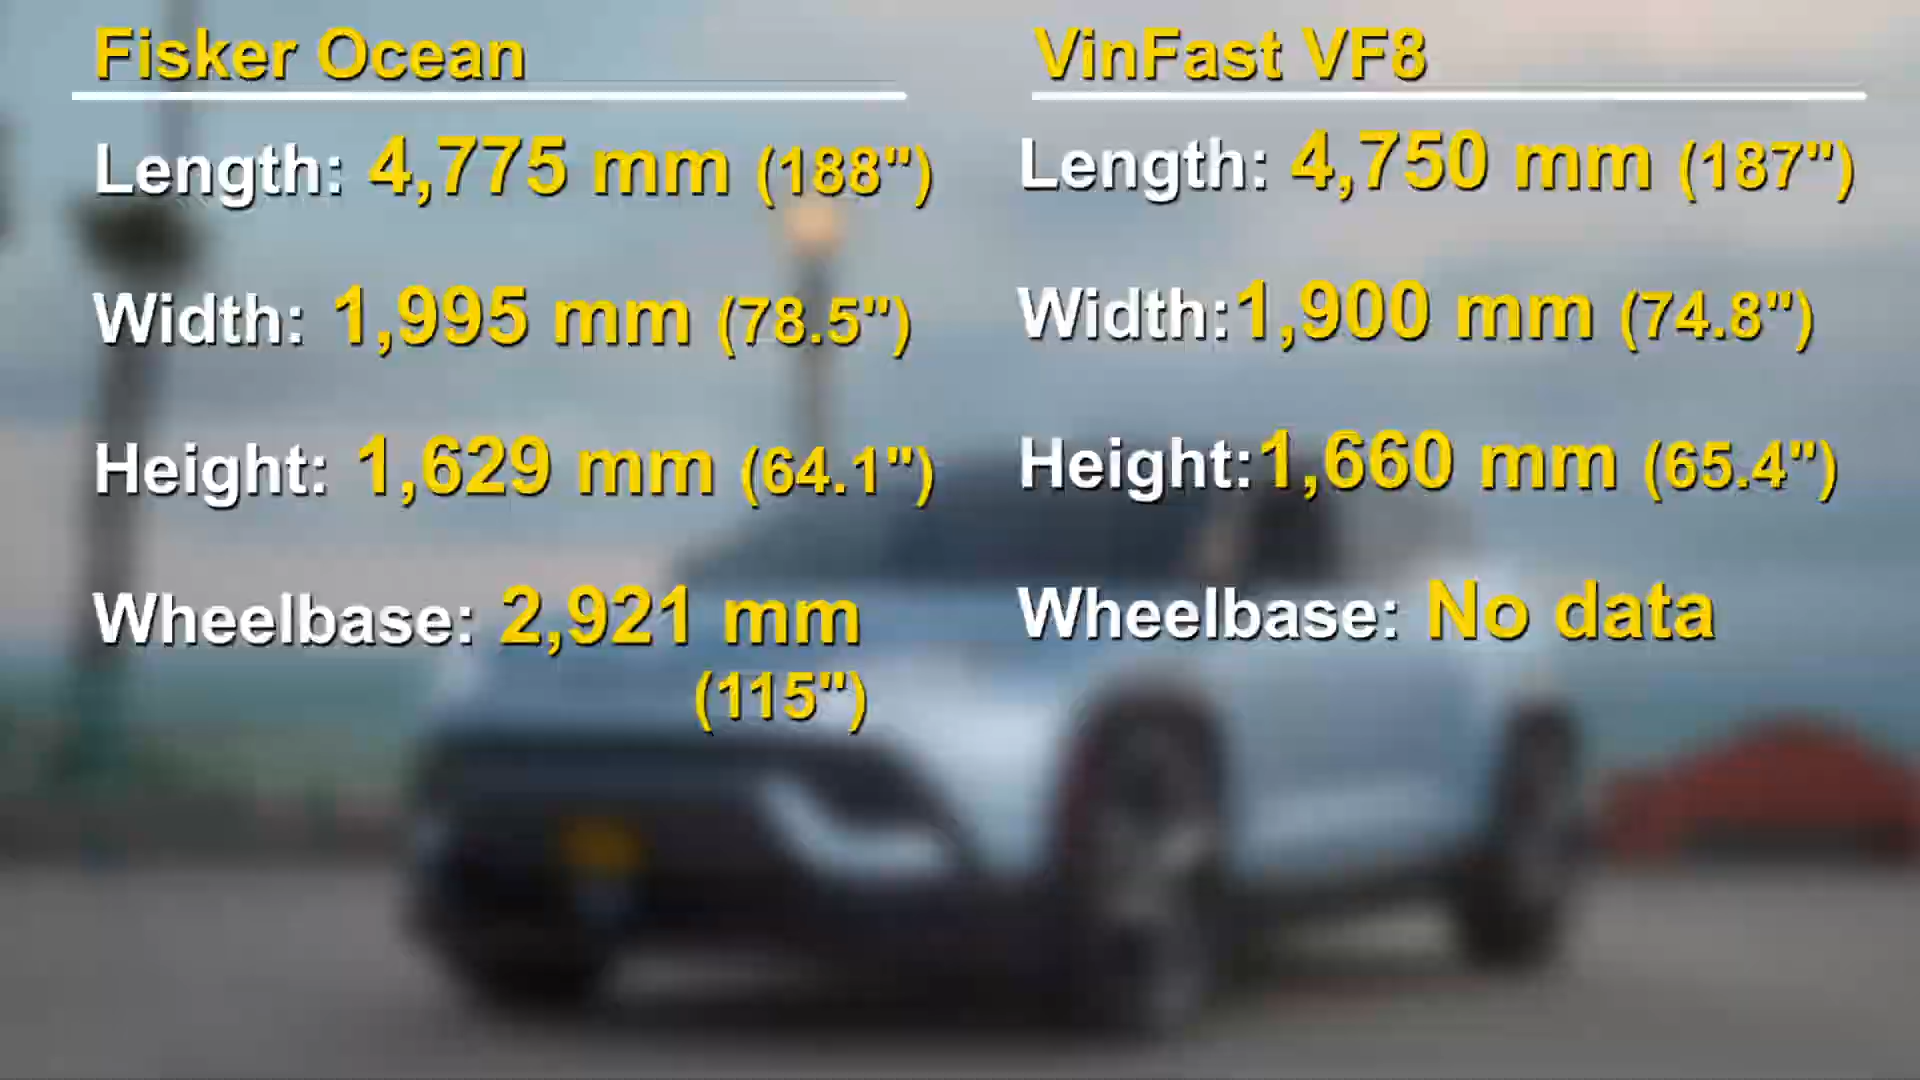 Fisker Ocean
Length: 4,775 mm (188")
Width: 1,995 mm (78.5")
Height: 1,629 mm (64.1")
Wheelbase: 2,921 mm
(115")
VinFast VF8
Length: 4,750 mm (187")
Width:1,900 mm (74.8")
Height:1,660 mm (65.4")
Wheelbase: No data